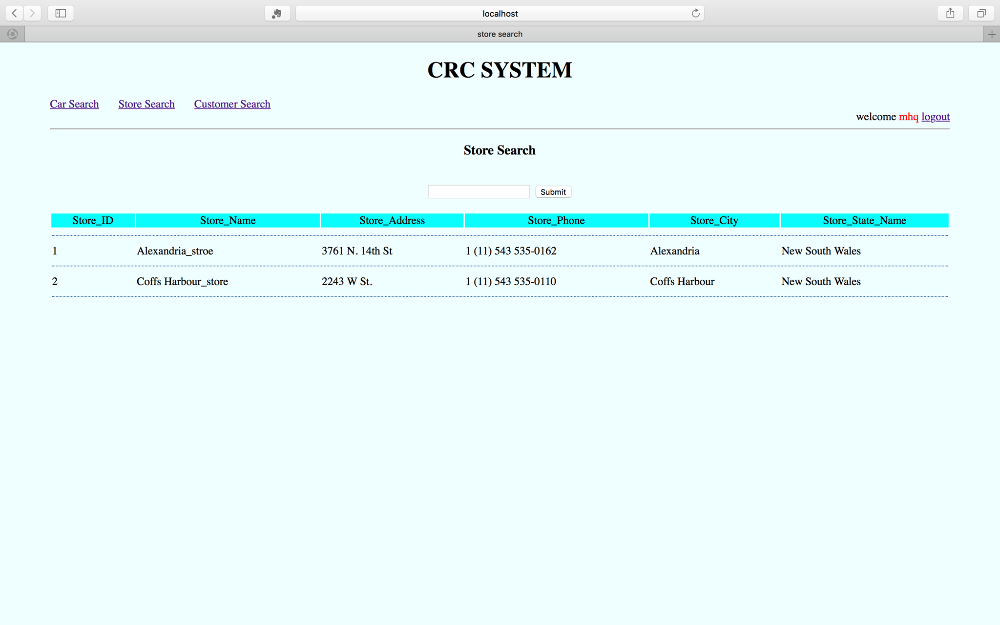 localhost
store search
CRC SYSTEM
Car Search Store Search Customer Search
welcome mhq logout
Store Search
Submit
Store_ID Store_Name Store_Address Store_Phone Store_City Store_State_Name
1 Alexandria_stroe 3761 N. 14th St 1 (11) 543 535-0162 Alexandria New South Wales
2 Coffs Harbour_store 2243 W St. 1 (11) 543 535-0110 Coffs Harbour New South Wales